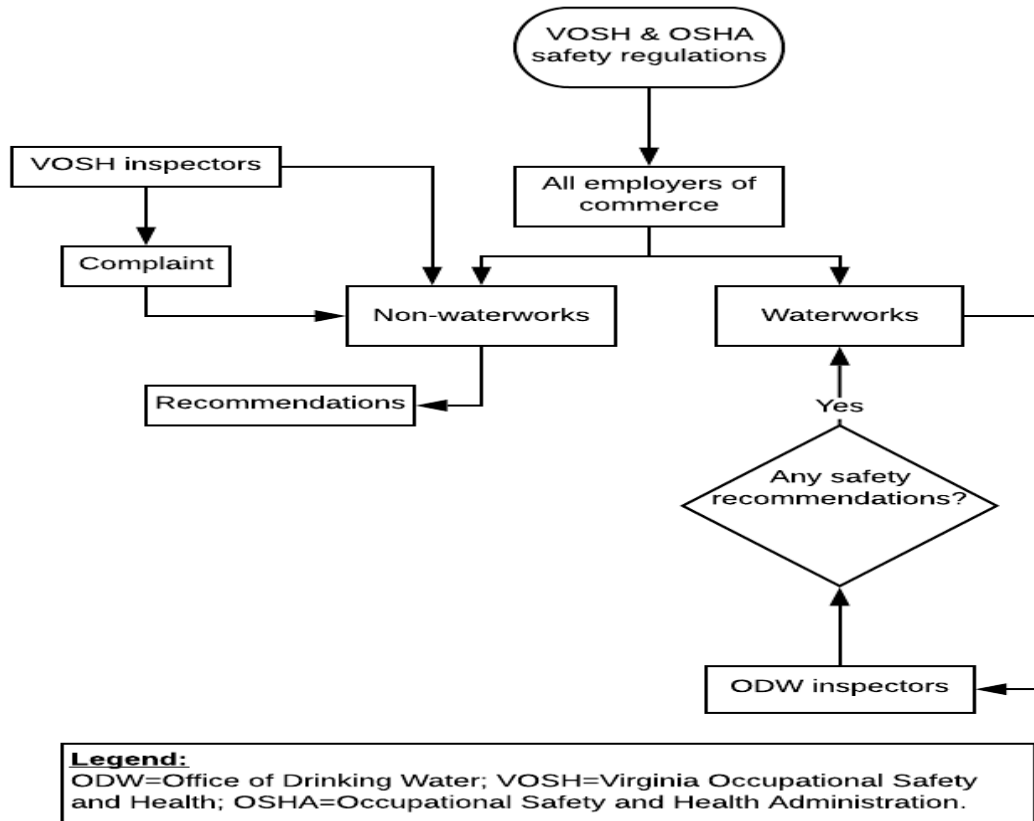 VOSH & OSHA
safety regulations
VOSH inspectors
All employers of
commerce
Complaint
Non-waterworks
Waterworks
Recommendations
Yes
Any safety
recommendations?
ODW inspectors
Legend:
ODW=Office of Drinking Water; VOSH=Virginia Occupational Safety
and Health; OSHA=Occupational Safety and Health Administration.